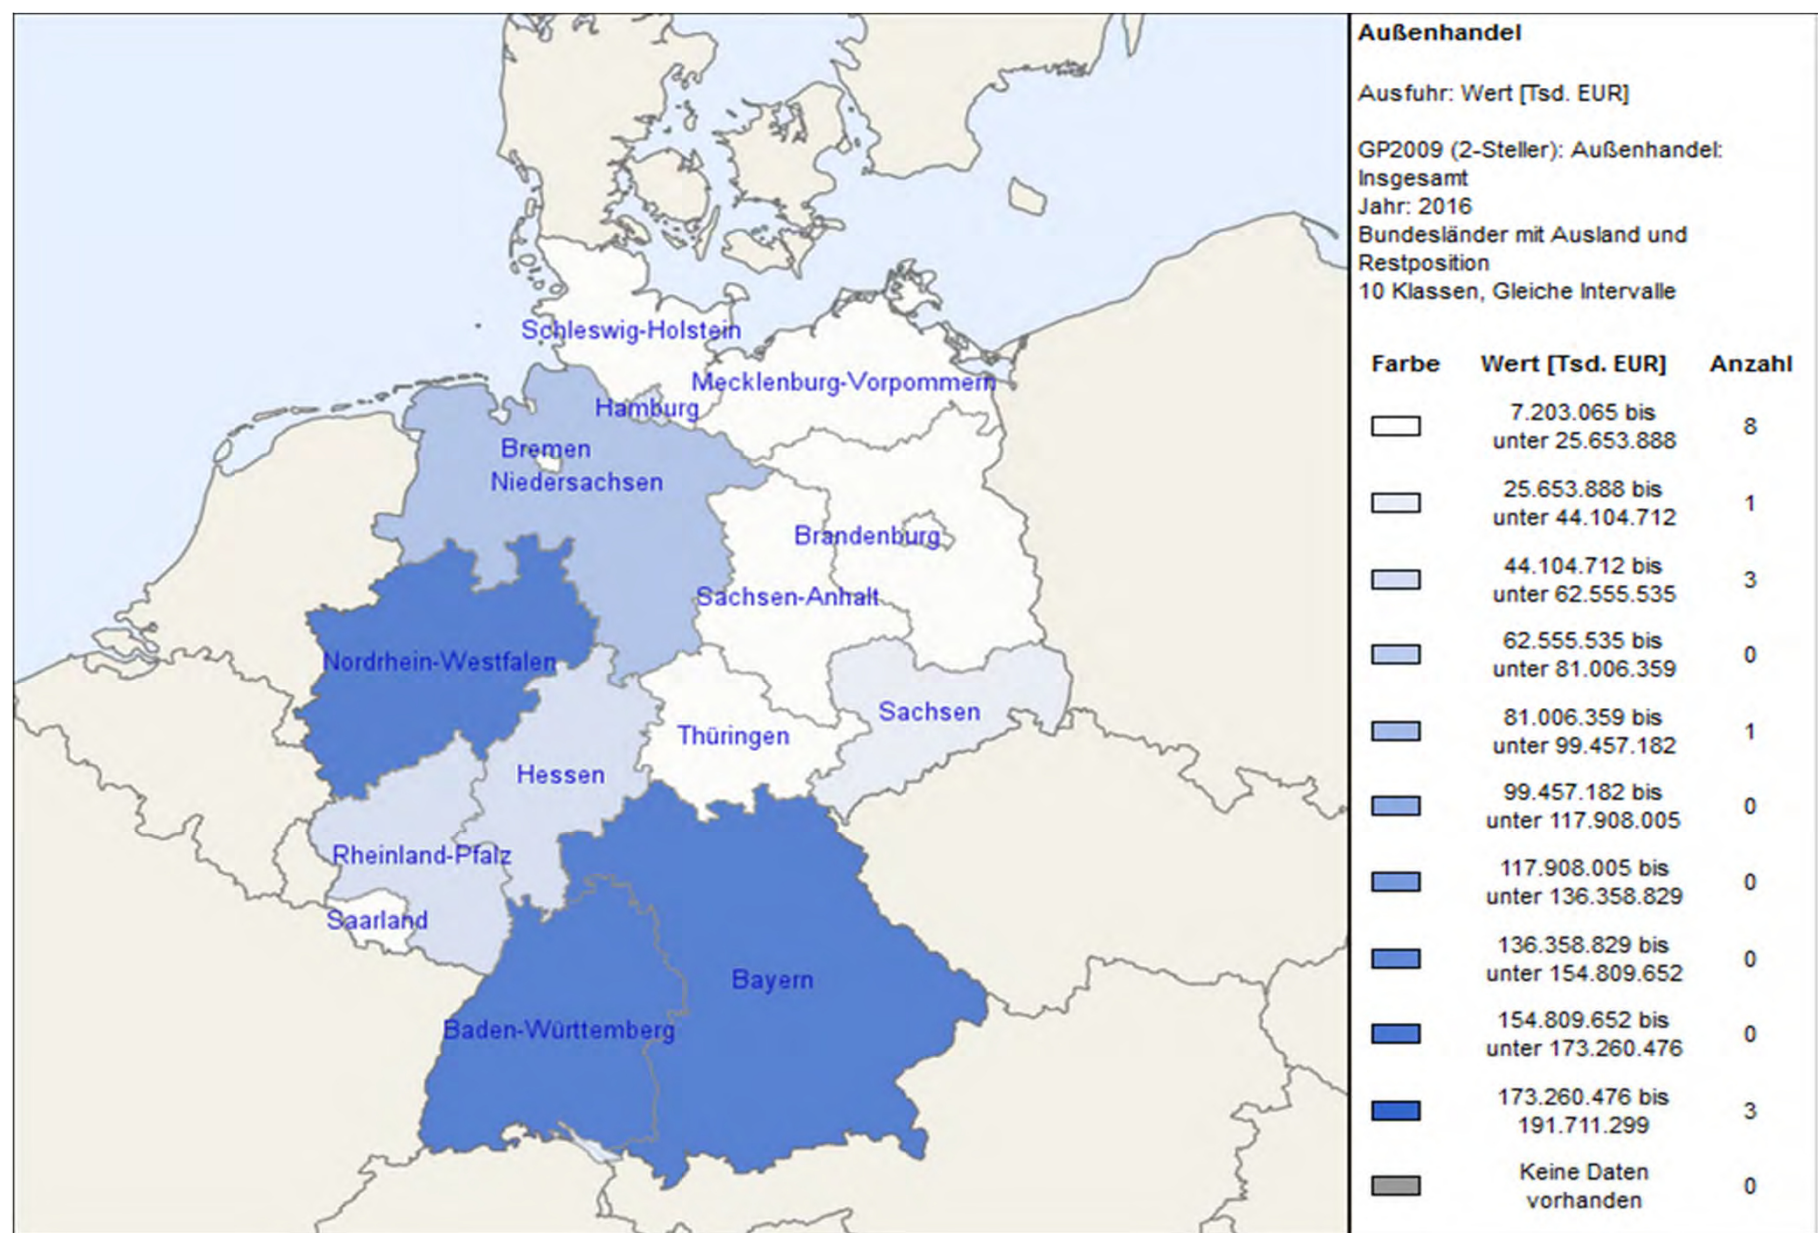 Schleswig-Holstein
Mecklenburg-Vorpommern
Hamburg
Bremen
Niedersachsen
Brandenburg
Sachsen-Anhalt
Nordrhein-Westfalen
Sachsen
Thüringen
Hessen
Rheinland-Pfalz
Saarland
Bayern
Baden-Württemberg
Außenhandel
Ausfuhr: Wert [Tsd. EUR]
GP2009 (2-Steller): Außenhandel:
Insgesamt
Jahr: 2016
Bundesländer mit Ausland und
Restposition
10 Klassen, Gleiche Intervalle
Farbe Wert [Tsd. EUR] Anzahl
7.203.065 bis
unter 25.653.888 8
25.653.888 bis
unter 44.104.712 1
44.104.712 bis
unter 62.555.535 3
62.555.535 bis
unter 81.006.359 0
81.006.359 bis
unter 99.457.182 1
99.457.182 bis
unter 117.908.005 0
117.908.005 bis
unter 136.358.829 0
136.358.829 bis
unter 154.809.652 0
154.809.652 bis
unter 173.260.476 0
173.260.476 bis
191.711.299 3
Keine Daten
vorhanden 0